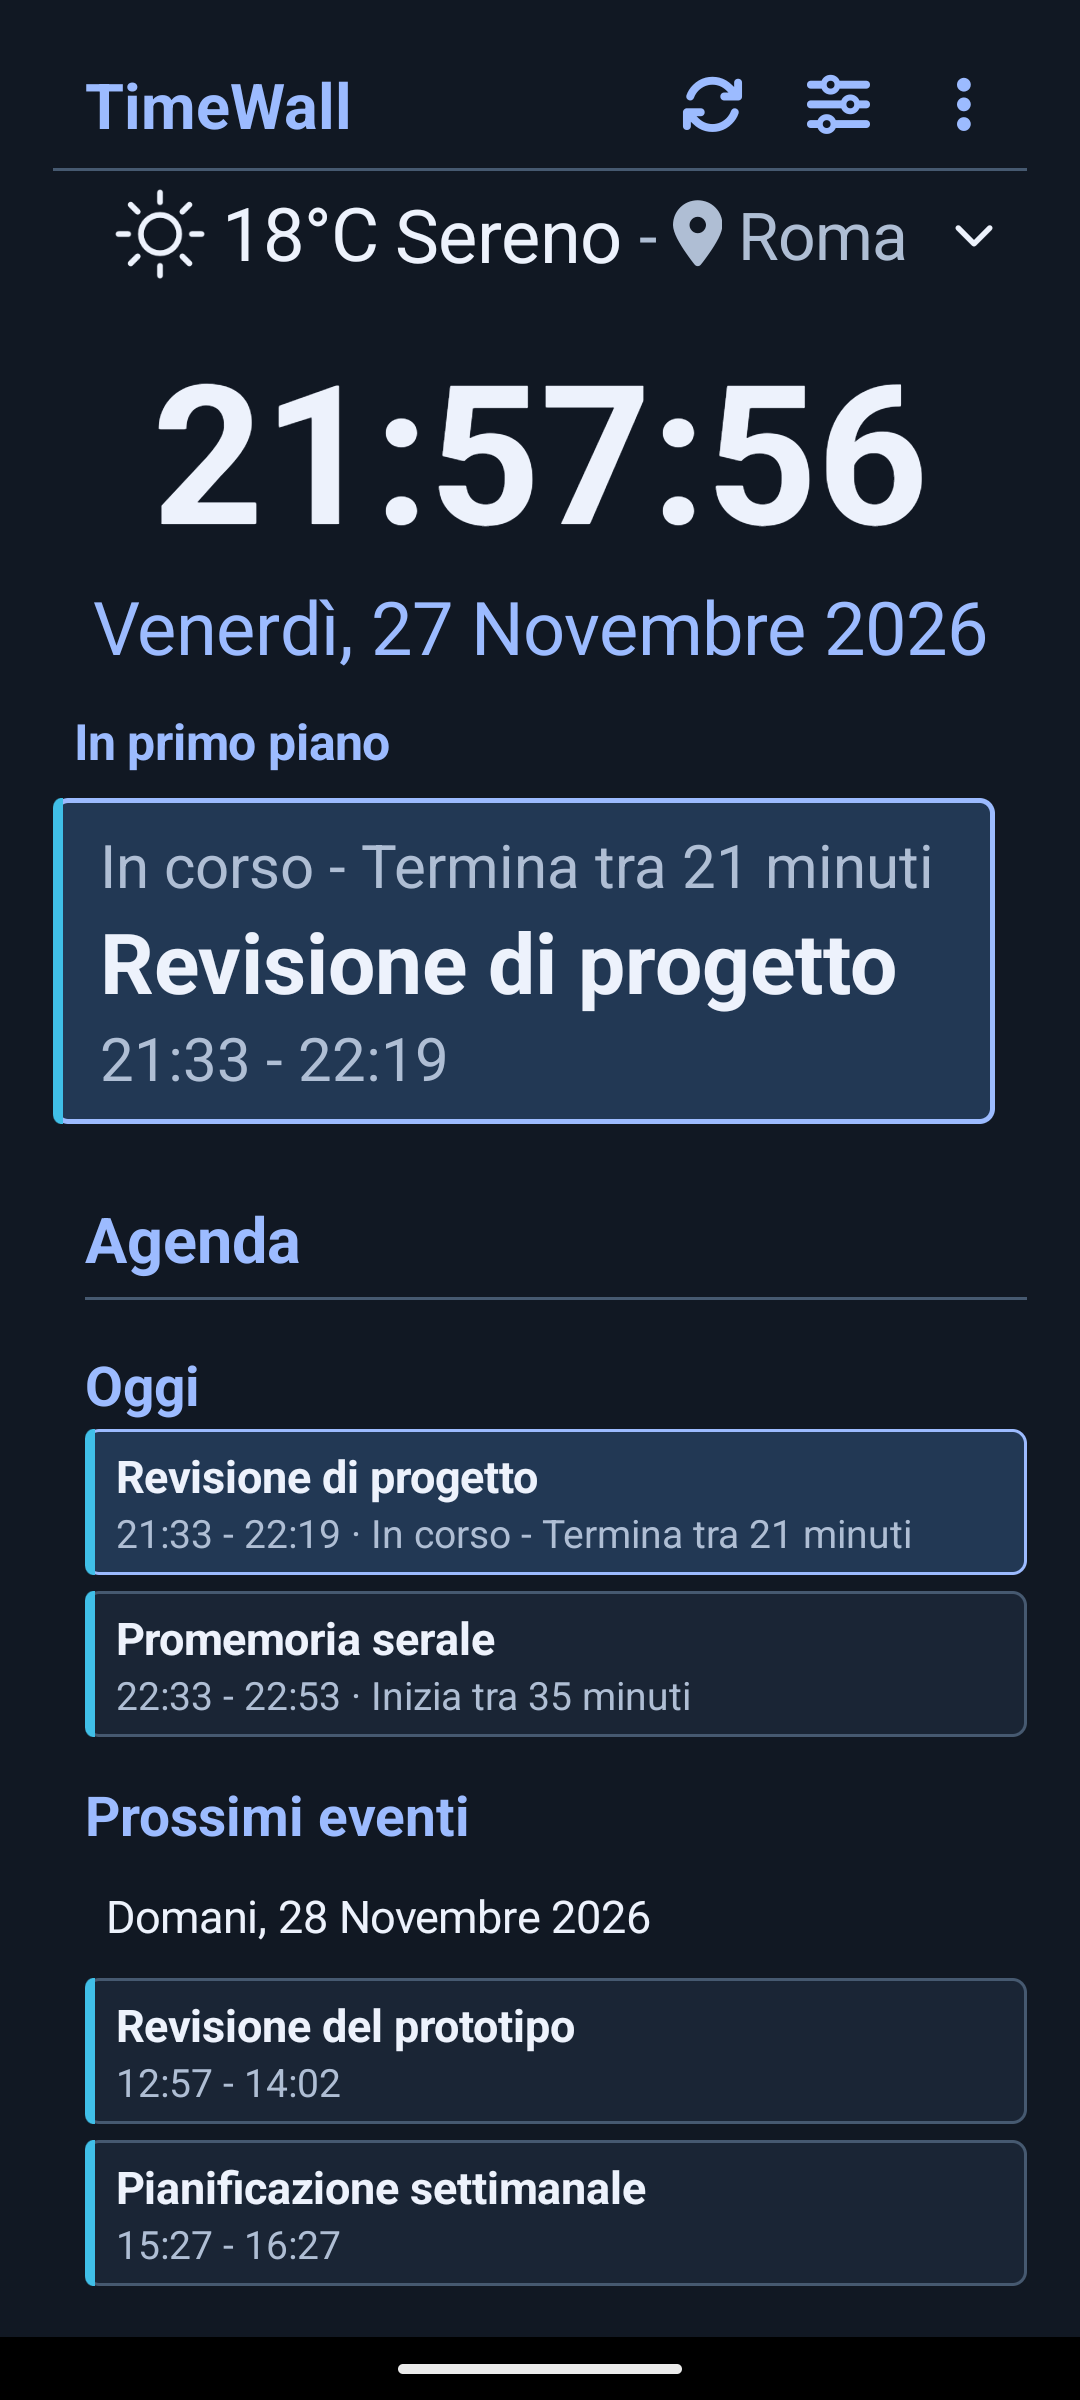 TimeWall
18°C Sereno - Roma
21:57:56
Venerdì, 27 Novembre 2026
In primo piano
In corso - Termina tra 21 minuti
Revisione di progetto
21:33 - 22:19
Agenda
Oggi
Revisione di progetto
21:33 - 22:19 · In corso - Termina tra 21 minuti
Promemoria serale
22:33 - 22:53 · Inizia tra 35 minuti
Prossimi eventi
Domani, 28 Novembre 2026
Revisione del prototipo
12:57 - 14:02
Pianificazione settimanale
15:27 - 16:27